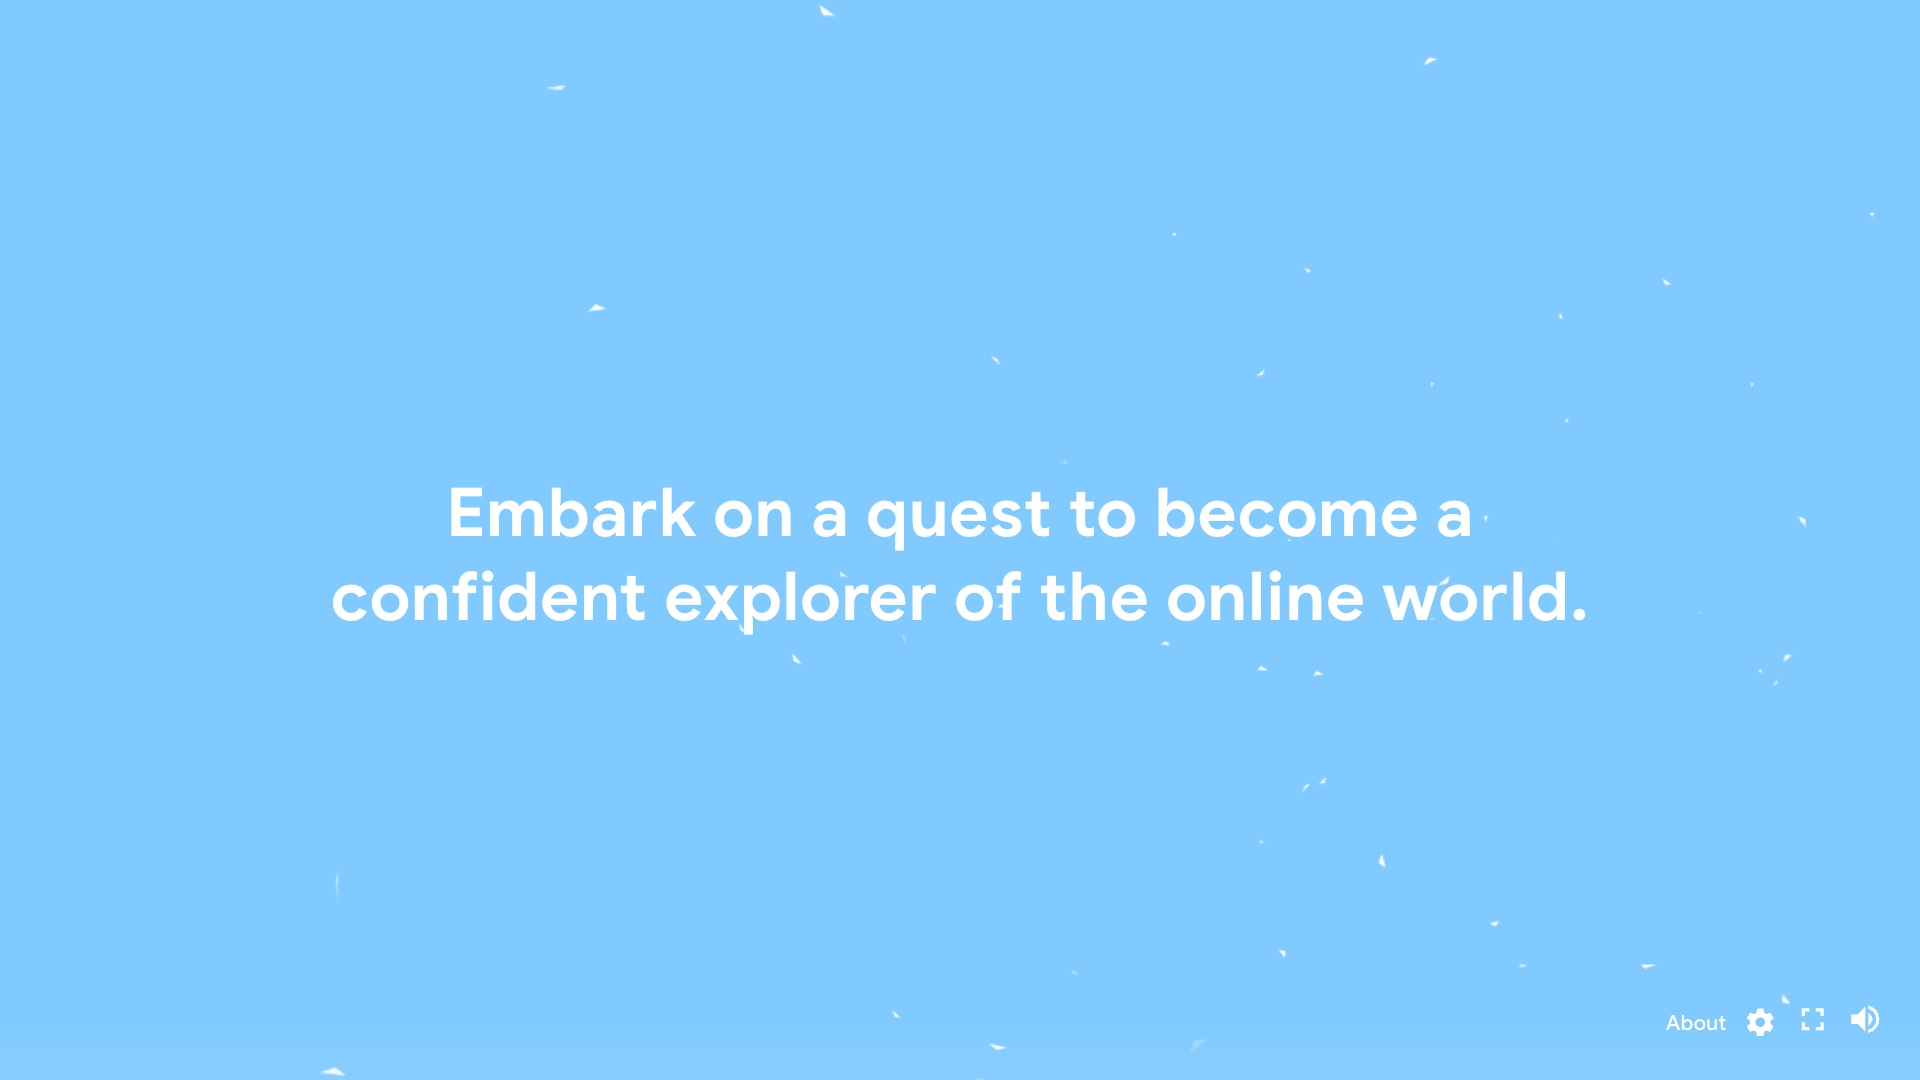 Embark on a quest to become a
confident explorer of the online world.
About